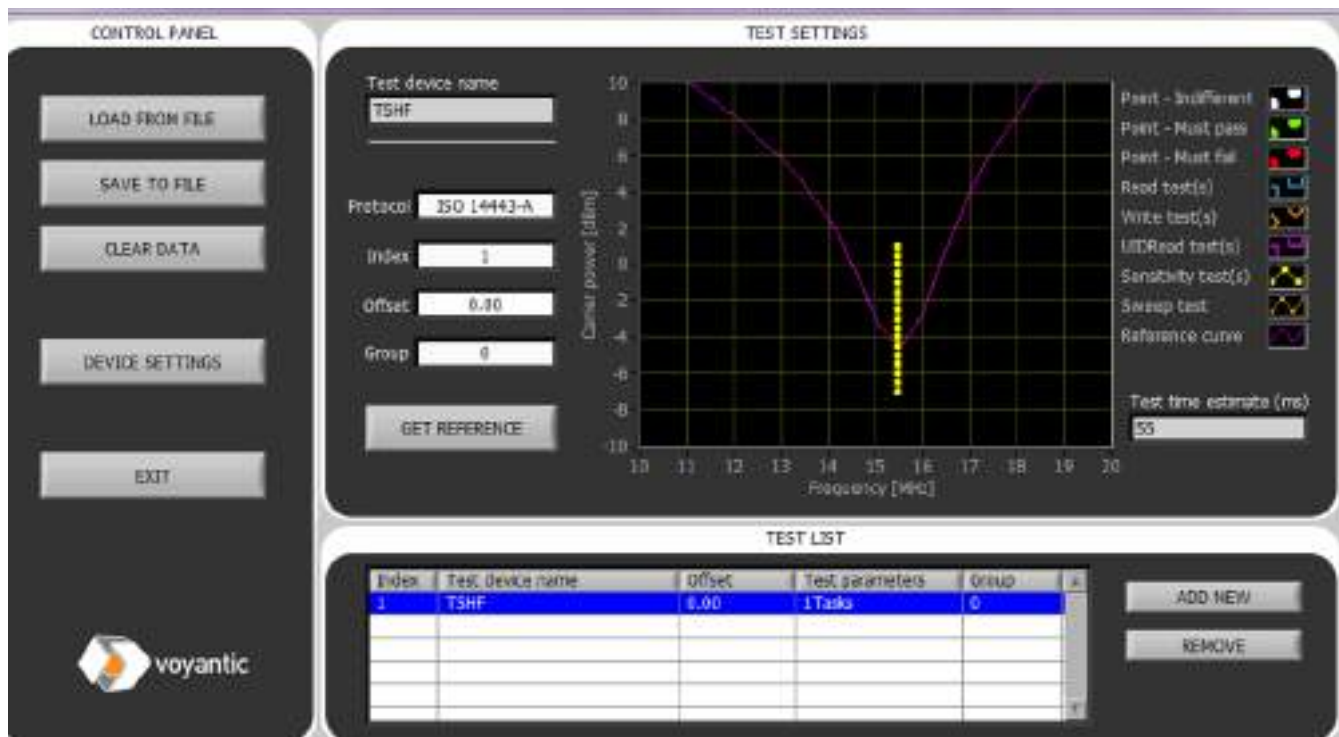 CONTROL PANEL
LOAD FROM FILE
SAVE TO FILE
CLEAR DATA
DEVICE SETTINGS
EXIT
voyantic
TEST SETTINGS
Test device name
TSHF
Protocol ISO 14443-A
Index 1
Offset 0.00
Group 0
GET REFERENCE
Carrier power [dBm]
10
8
6
4
2
0
-2
-4
-6
-8
-10
10 11 12 13 14 15 16 17 18 19 20
Frequency [MHz]
Point - Indifferent
Point - Must pass
Point - Must fail
Read test(s)
Write test(s)
UIDRead test(s)
Sensitivity test(s)
Sweep test
Reference curve
Test time estimate (ms)
55
TEST LIST
Index Test device name Offset Test parameters Group
1 TSHF 0.00 1Tasks 0
ADD NEW
REMOVE